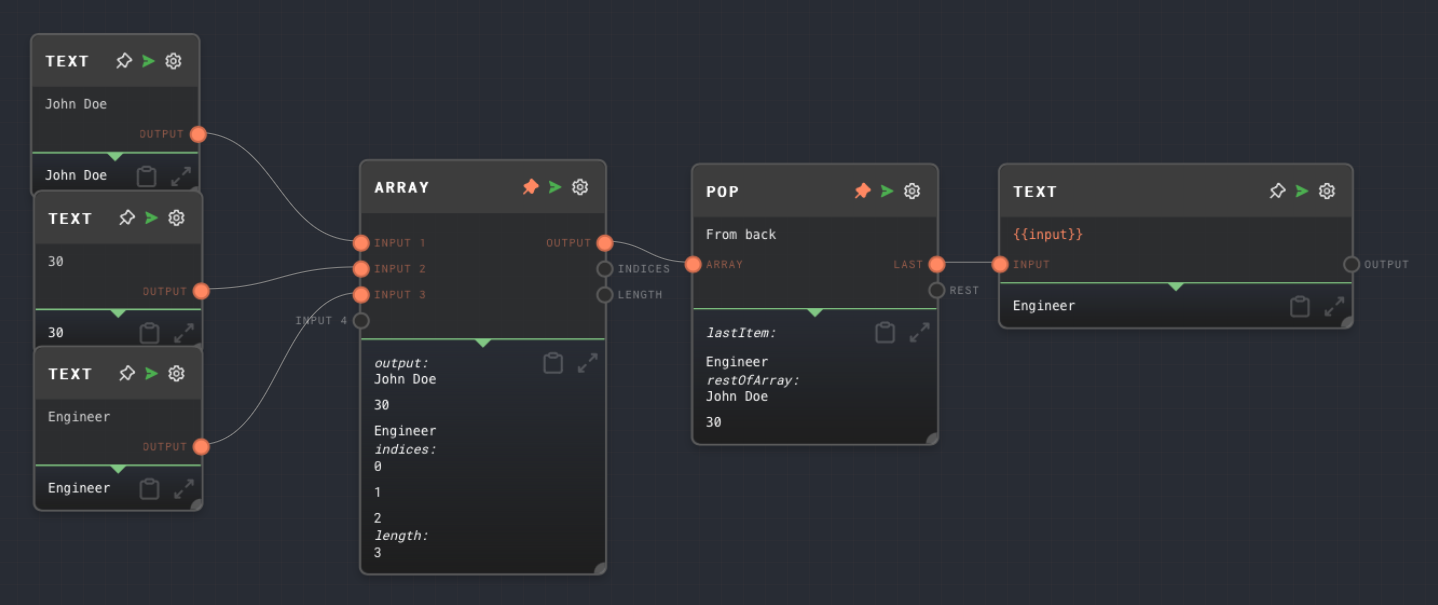 TEXT
John Doe
OUTPUT
John Doe
TEXT
30
OUTPUT
30
TEXT
Engineer
OUTPUT
Engineer
ARRAY
INPUT 1 OUTPUT
INPUT 2 INDICES
INPUT 3 LENGTH
INPUT 4
output:
John Doe
30
Engineer
indices:
0
1
2
length:
3
POP
From back
ARRAY LAST
REST
lastItem:
Engineer
restOfArray:
John Doe
30
TEXT
{{input}}
INPUT OUTPUT
Engineer